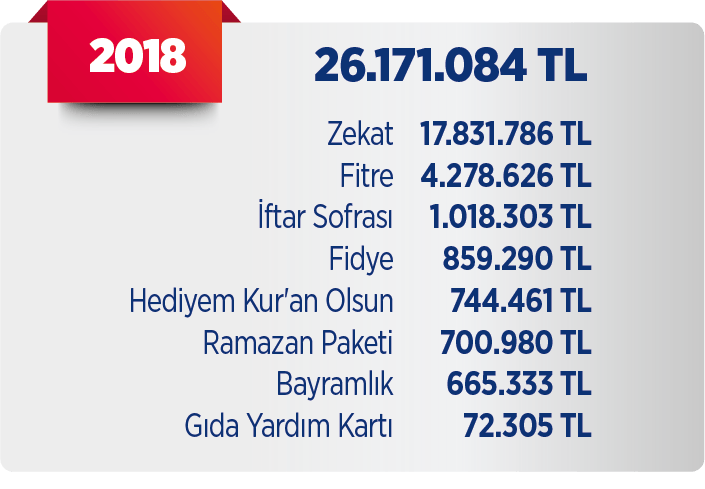 2018
26.171.084 TL
Zekat 17.831.786 TL
Fitre 4.278.626 TL
İftar Sofrası 1.018.303 TL
Fidye 859.290 TL
Hediyem Kur'an Olsun 744.461 TL
Ramazan Paketi 700.980 TL
Bayramlık 665.333 TL
Gıda Yardım Kartı 72.305 TL